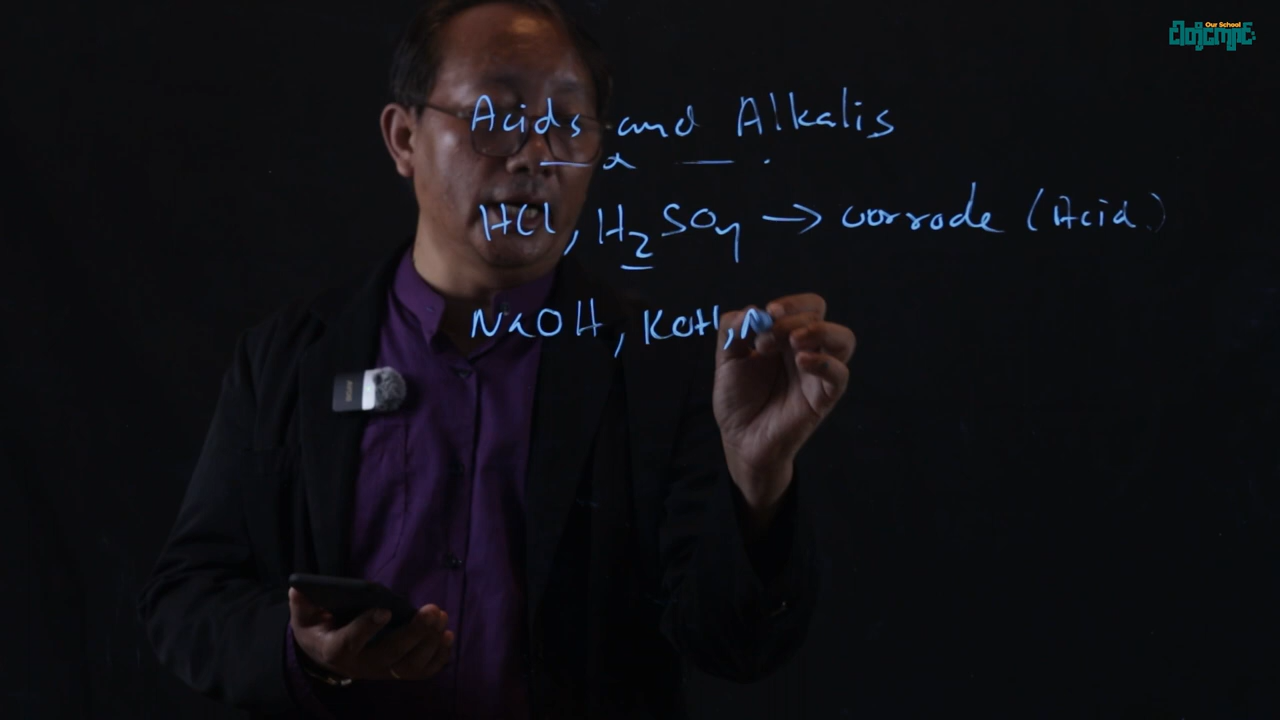 Our School
Acids and Alkalis
HCl, H₂SO₄ → corrode (Acid)
NaOH, KOH,